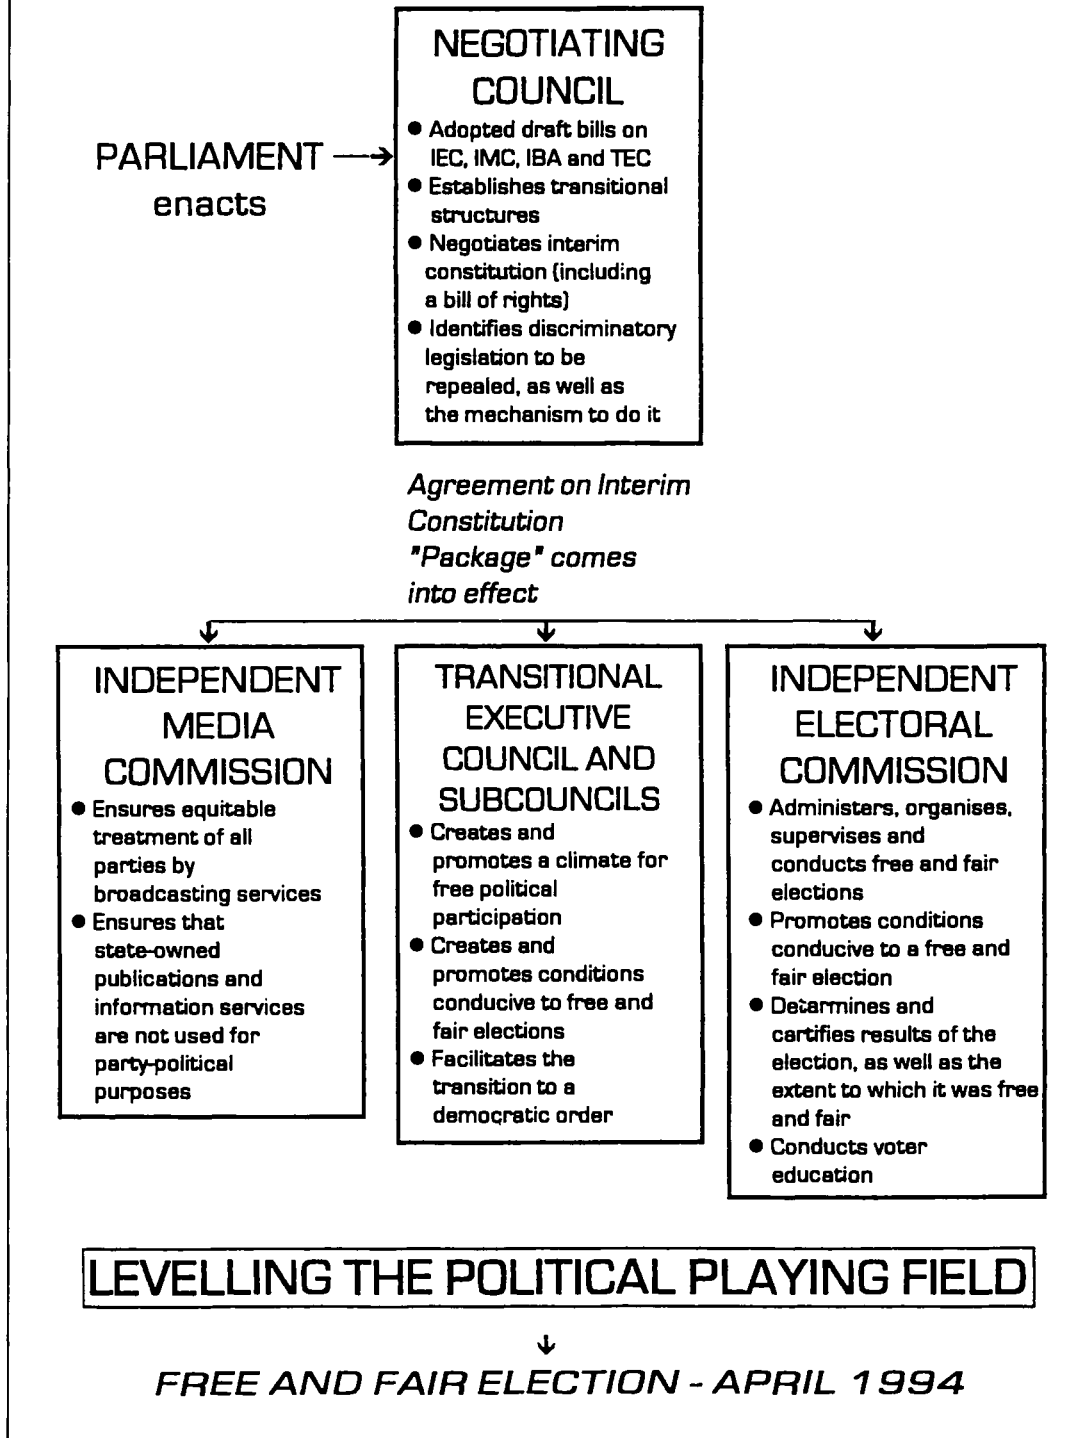 NEGOTIATING
COUNCIL
● Adopted draft bills on
IEC, IMC, IBA and TEC
● Establishes transitional
structures
● Negotiates interim
constitution (including
a bill of rights)
● Identifies discriminatory
legislation to be
repealed, as well as
the mechanism to do it
PARLIAMENT
enacts
Agreement on Interim
Constitution
"Package" comes
into effect
INDEPENDENT
MEDIA
COMMISSION
● Ensures equitable
treatment of all
parties by
broadcasting services
● Ensures that
state-owned
publications and
information services
are not used for
party-political
purposes
TRANSITIONAL
EXECUTIVE
COUNCIL AND
SUBCOUNCILS
● Creates and
promotes a climate for
free political
participation
● Creates and
promotes conditions
conducive to free and
fair elections
● Facilitates the
transition to a
democratic order
INDEPENDENT
ELECTORAL
COMMISSION
● Administers, organises,
supervises and
conducts free and fair
elections
● Promotes conditions
conducive to a free and
fair election
● Determines and
certifies results of the
election, as well as the
extent to which it was free
and fair
● Conducts voter
education
LEVELLING THE POLITICAL PLAYING FIELD
FREE AND FAIR ELECTION - APRIL 1994